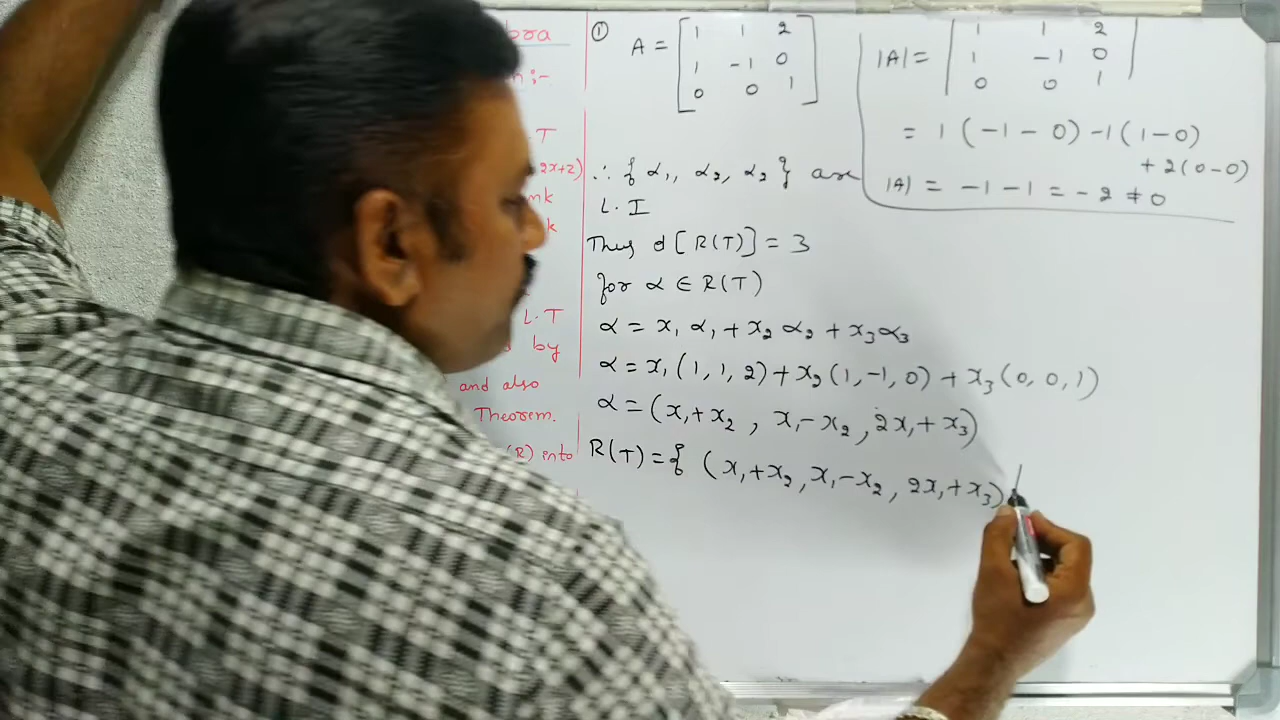 bra
n :-
.T
2x+z)
nk
k
L.T
by
and also
Theorem.
(R) into
① A = [ 1 1 2
1 -1 0
0 0 1 ]
|A| = | 1 1 2
1 -1 0
0 0 1 |
= 1 (-1 - 0) -1 (1-0)
+ 2(0-0)
|A| = -1 -1 = -2 ≠ 0
∴ { α₁, α₂, α₃ } are
L.I
Thus d[R(T)] = 3
for α ∈ R(T)
α = x₁α₁ + x₂α₂ + x₃α₃
α = x₁(1, 1, 2) + x₂(1, -1, 0) + x₃(0, 0, 1)
α = (x₁+x₂, x₁-x₂, 2x₁+x₃)
R(T) = { (x₁+x₂, x₁-x₂, 2x₁+x₃)